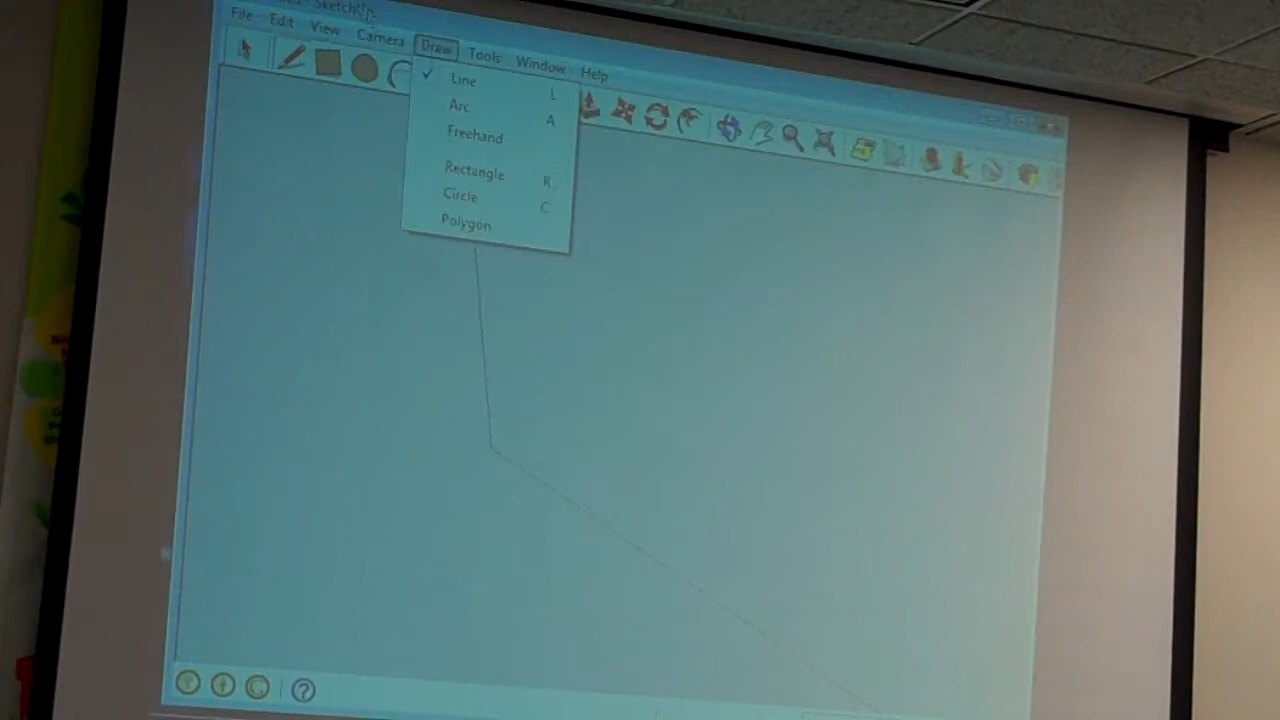 SketchUp
File Edit View Camera Draw Tools Window Help
✓ Line L
Arc A
Freehand
Rectangle R
Circle C
Polygon
?